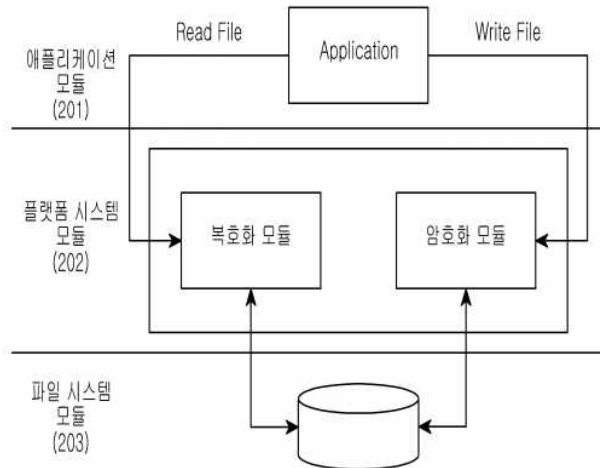 Read File
Application
Write File
애플리케이션
모듈
(201)
플랫폼 시스템
모듈
(202)
복호화 모듈
암호화 모듈
파일 시스템
모듈
(203)